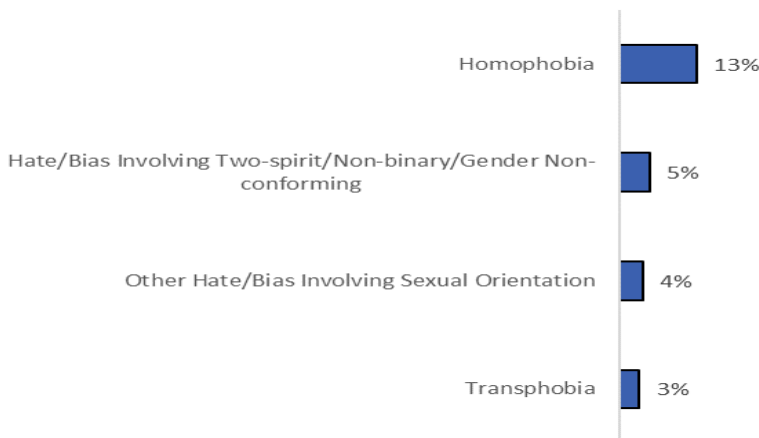 Homophobia
13%
Hate/Bias Involving Two-spirit/Non-binary/Gender Non-
conforming
5%
Other Hate/Bias Involving Sexual Orientation
4%
Transphobia
3%